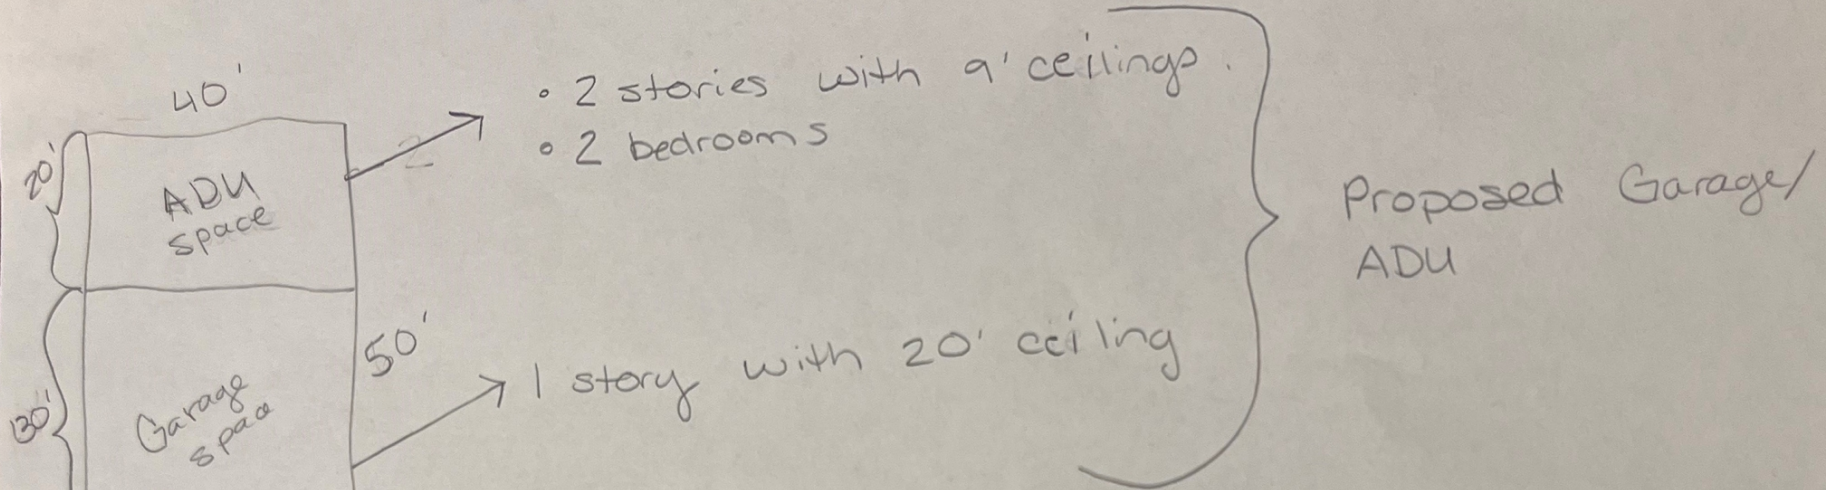 40'
• 2 stories with 9' ceilings.
• 2 bedrooms
20'
ADU
space
Proposed Garage/
ADU
50'
1 story with 20' ceiling
30'
Garage
space